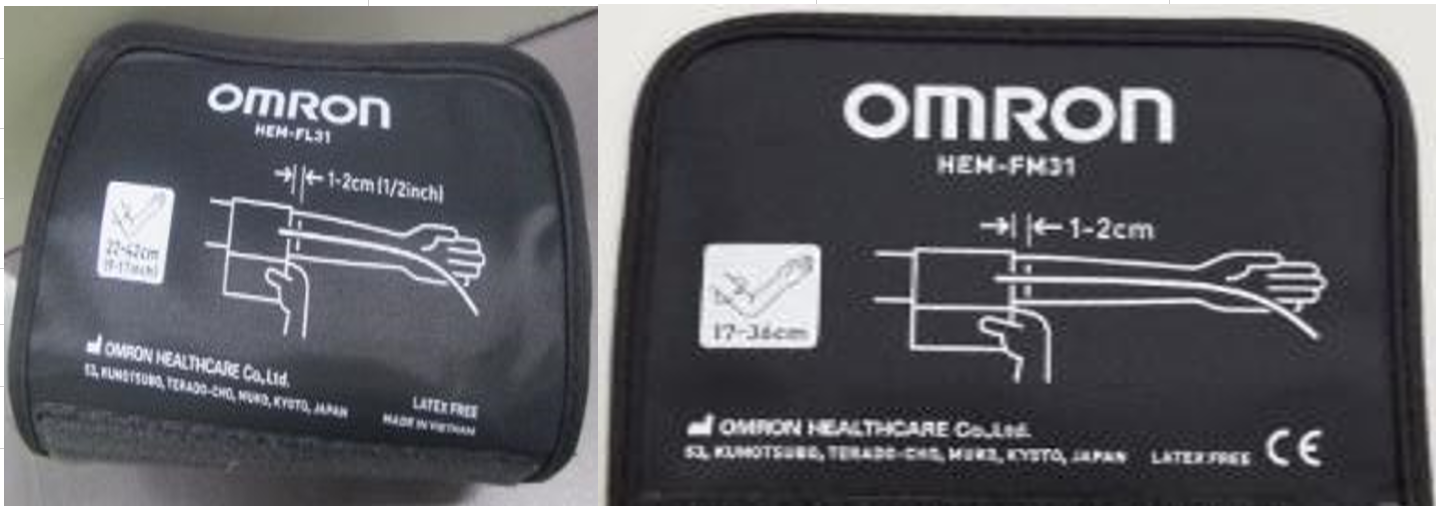 OMRON
HEM-FL31
1-2cm (1/2inch)
22-42cm
(9-17inch)
OMRON HEALTHCARE Co.,Ltd.
53, KUNOTSUBO, TERADO-CHO, MUKO, KYOTO, JAPAN
LATEX FREE
MADE IN VIETNAM
OMRON
HEM-FM31
1-2cm
17-36cm
OMRON HEALTHCARE Co.,Ltd.
53, KUNOTSUBO, TERADO-CHO, MUKO, KYOTO, JAPAN
LATEX FREE
CE